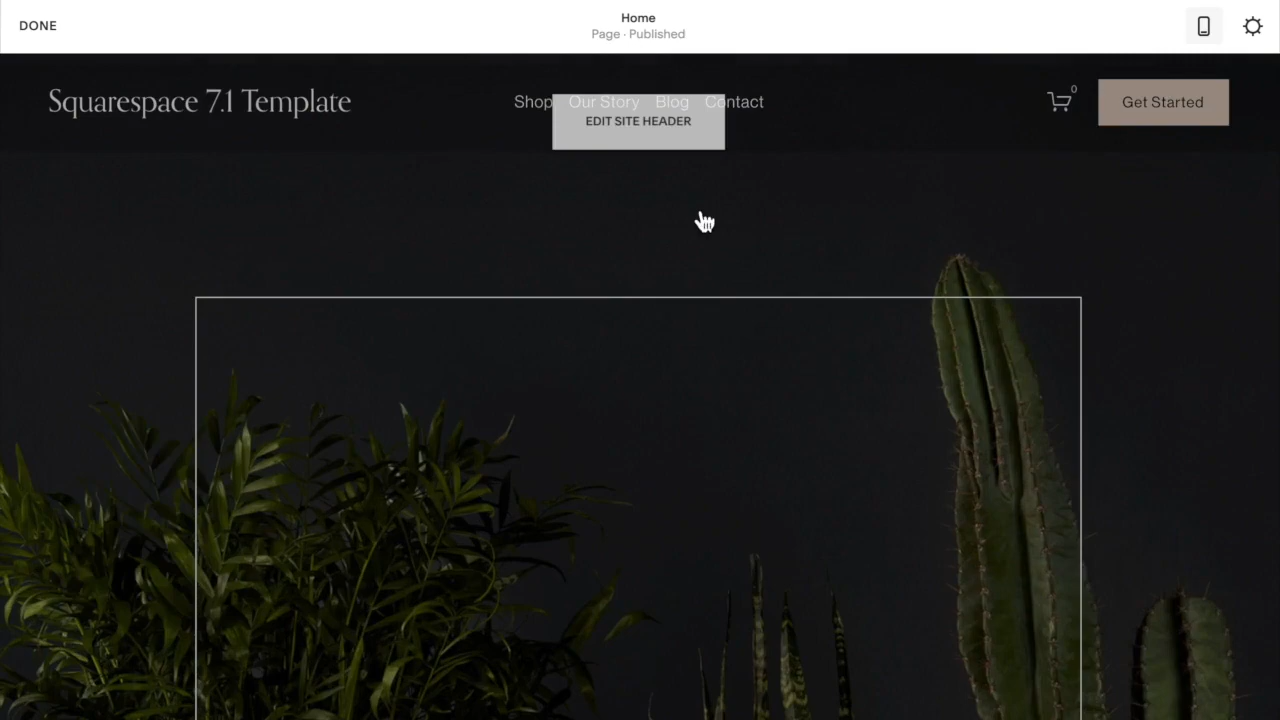 DONE
Home
Page · Published
Squarespace 7.1 Template
Shop Our Story Blog Contact
0
Get Started
EDIT SITE HEADER